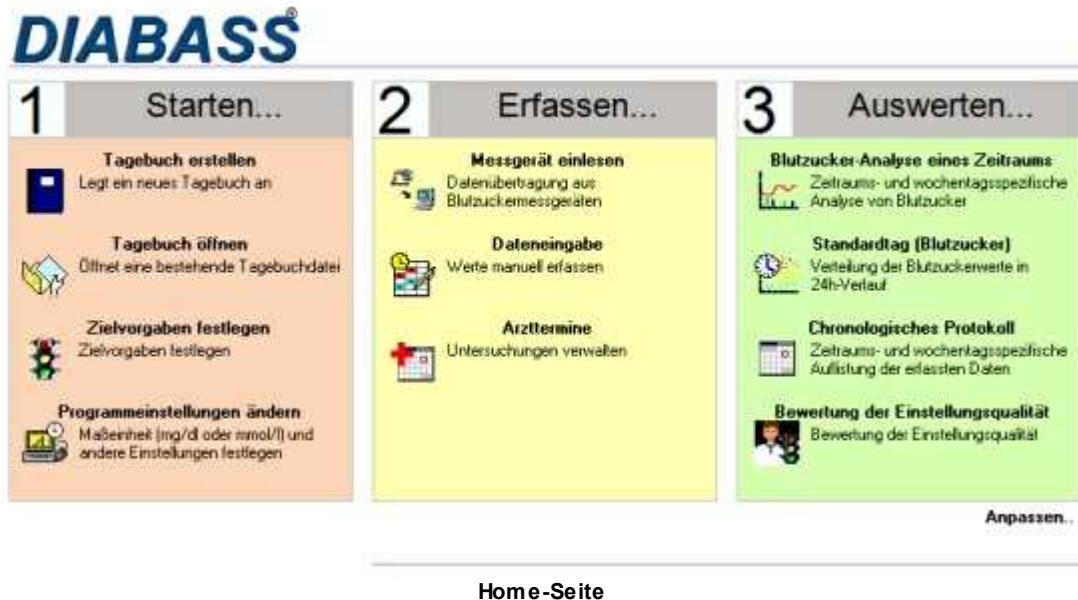 DIABASS®
1 Starten...
Tagebuch erstellen
Legt ein neues Tagebuch an
Tagebuch öffnen
Öffnet eine bestehende Tagebuchdatei
Zielvorgaben festlegen
Zielvorgaben festlegen
Programmeinstellungen ändern
Maßeinheit (mg/dl oder mmol/l) und
andere Einstellungen festlegen
2 Erfassen...
Messgerät einlesen
Datenübertragung aus
Blutzuckermessgeräten
Dateneingabe
Werte manuell erfassen
Arzttermine
Untersuchungen verwalten
3 Auswerten...
Blutzucker-Analyse eines Zeitraums
Zeitraums- und wochentagsspezifische
Analyse von Blutzucker
Standardtag (Blutzucker)
Verteilung der Blutzuckerwerte in
24h-Verlauf
Chronologisches Protokoll
Zeitraums- und wochentagsspezifische
Auflistung der erfassten Daten
Bewertung der Einstellungsqualität
Bewertung der Einstellungsqualität
Anpassen..
Home-Seite